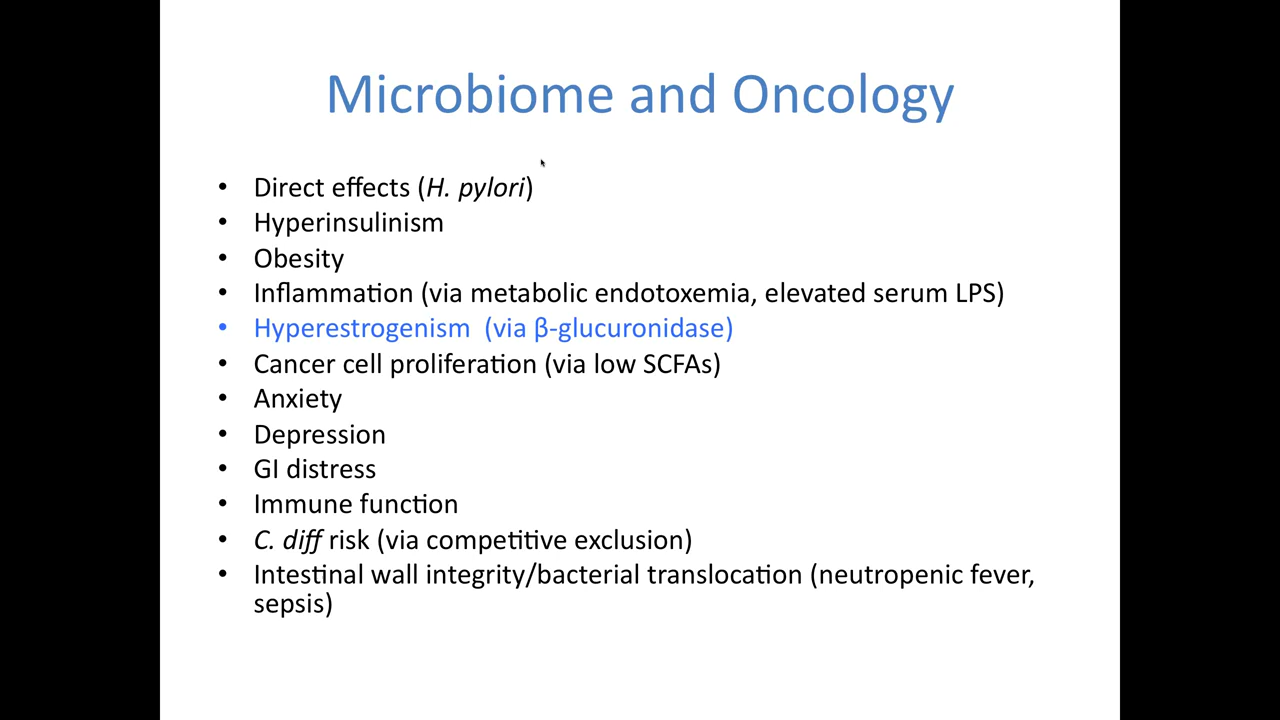 Microbiome and Oncology
• Direct effects (H. pylori)
• Hyperinsulinism
• Obesity
• Inflammation (via metabolic endotoxemia, elevated serum LPS)
• Hyperestrogenism (via β-glucuronidase)
• Cancer cell proliferation (via low SCFAs)
• Anxiety
• Depression
• GI distress
• Immune function
• C. diff risk (via competitive exclusion)
• Intestinal wall integrity/bacterial translocation (neutropenic fever,
sepsis)